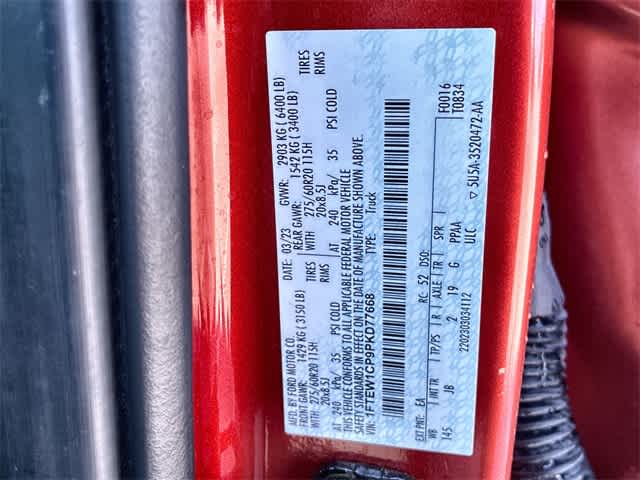 MFD. BY FORD MOTOR CO. DATE: 03/23 GVWR: 2903 KG ( 6400 LB)
FRONT GAWR: 1429 KG ( 3150 LB) REAR GAWR: 1542 KG ( 3400 LB)
275/60R20 115H TIRES WITH 275/60R20 115H TIRES
20x8.5J RIMS 20x8.5J RIMS
AT 240 kPa/ 35 PSI COLD AT 240 kPa/ 35 PSI COLD
THIS VEHICLE CONFORMS TO ALL APPLICABLE FEDERAL MOTOR VEHICLE
SAFETY STANDARDS IN EFFECT ON THE DATE OF MANUFACTURE SHOWN ABOVE.
VIN: 1FTEW1CP9PKD77668 TYPE: Truck
F0016
T0834
EXT PNT: EA RC: 52 DSO:
WB INT TR TP/PS R AXLE TR SPR
145 JB 2 19 G PPAA
ULC
2202303034112
▽ 5U5A-3520472-AA